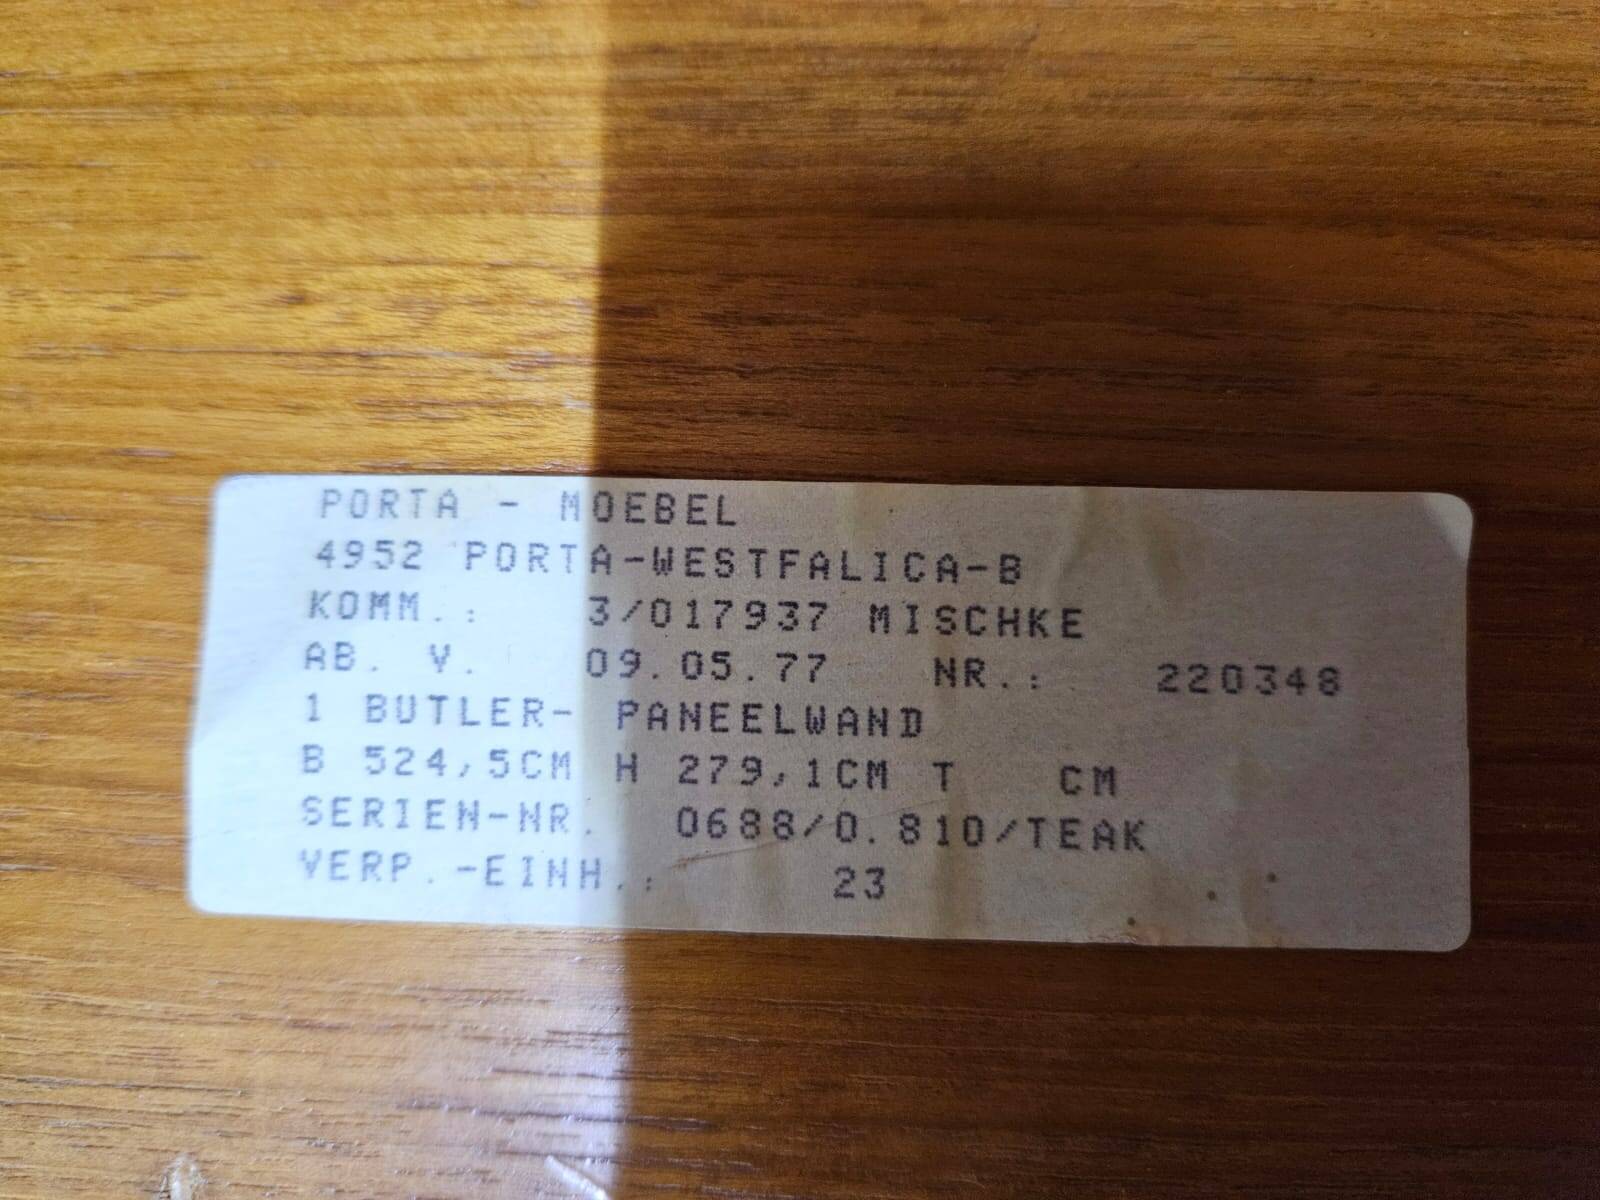 PORTA - MOEBEL
4952 PORTA-WESTFALICA-B
KOMM.: 3/017937 MISCHKE
AB. V. 09.05.77 NR.: 220348
1 BUTLER- PANEELWAND
B 524,5CM H 279,1CM T CM
SERIEN-NR. 0688/0.810/TEAK
VERP.-EINH.: 23